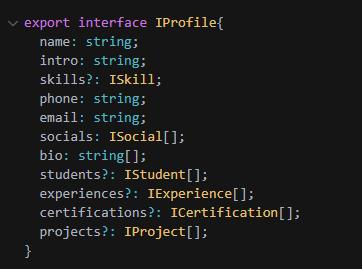 export interface IProfile{
name: string;
intro: string;
skills?: ISkill;
phone: string;
email: string;
socials: ISocial[];
bio: string[];
students?: IStudent[];
experiences?: IExperience[];
certifications?: ICertification[];
projects?: IProject[];
}